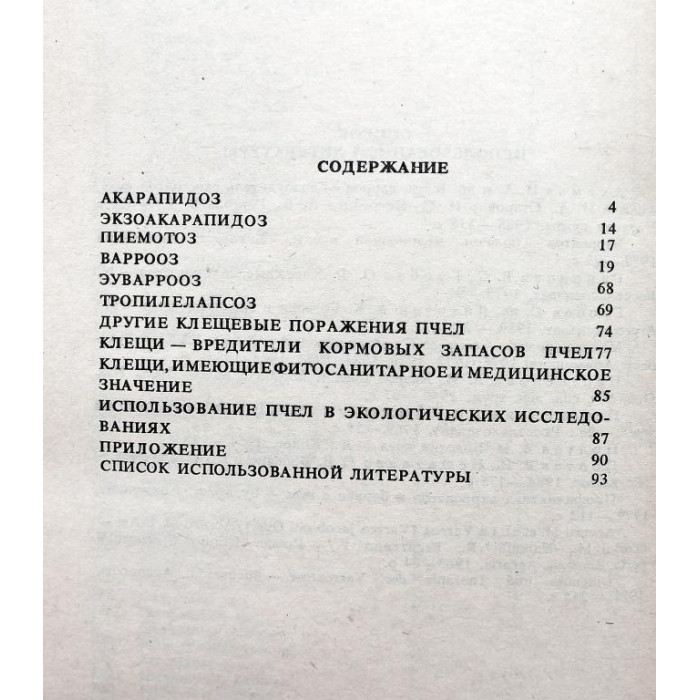 СОДЕРЖАНИЕ
АКАРАПИДОЗ 4
ЭКЗОАКАРАПИДОЗ 14
ПИЕМОТОЗ 17
ВАРРООЗ 19
ЭУВАРРООЗ 68
ТРОПИЛЕЛАПСОЗ 69
ДРУГИЕ КЛЕЩЕВЫЕ ПОРАЖЕНИЯ ПЧЕЛ 74
КЛЕЩИ — ВРЕДИТЕЛИ КОРМОВЫХ ЗАПАСОВ ПЧЕЛ 77
КЛЕЩИ, ИМЕЮЩИЕ ФИТОСАНИТАРНОЕ И МЕДИЦИНСКОЕ
ЗНАЧЕНИЕ 85
ИСПОЛЬЗОВАНИЕ ПЧЕЛ В ЭКОЛОГИЧЕСКИХ ИССЛЕДО-
ВАНИЯХ 87
ПРИЛОЖЕНИЕ 90
СПИСОК ИСПОЛЬЗОВАННОЙ ЛИТЕРАТУРЫ 93